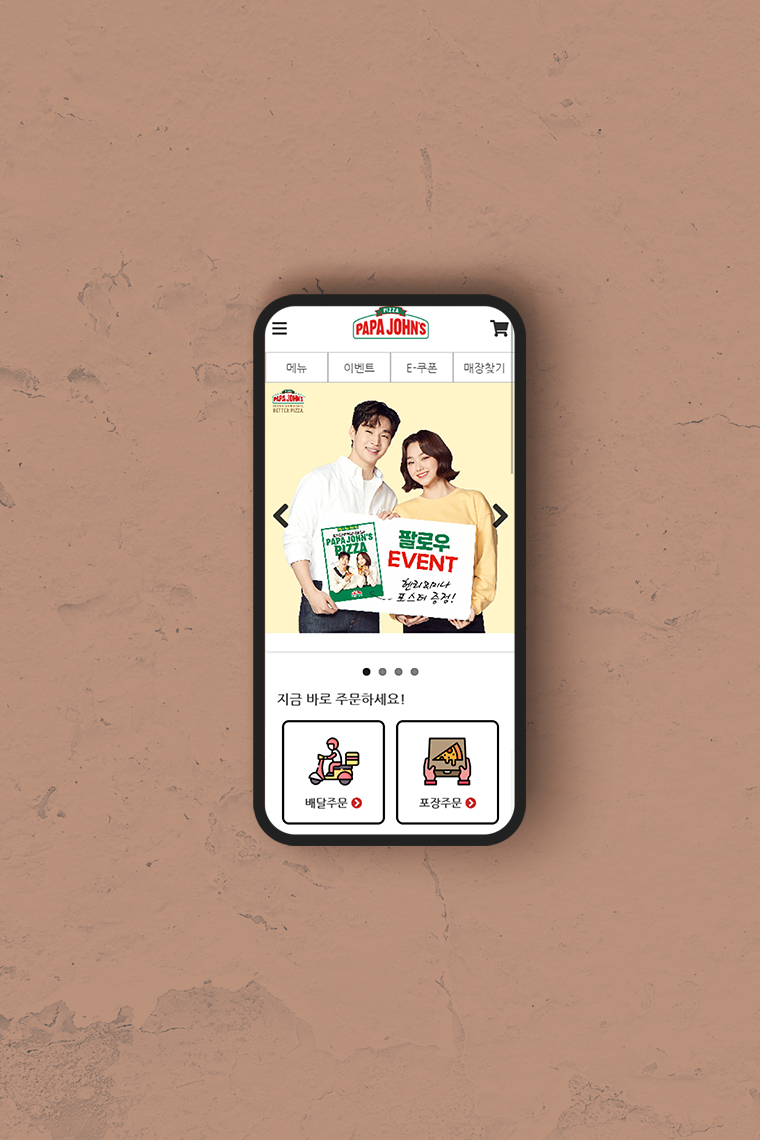 PIZZA
PAPA JOHN'S
메뉴
이벤트
E-쿠폰
매장찾기
PAPA JOHN'S
BETTER PIZZA.
PAPA JOHN'S
PIZZA
팔로우
EVENT
헨리X미나
포스터 증정!
지금 바로 주문하세요!
배달주문
포장주문